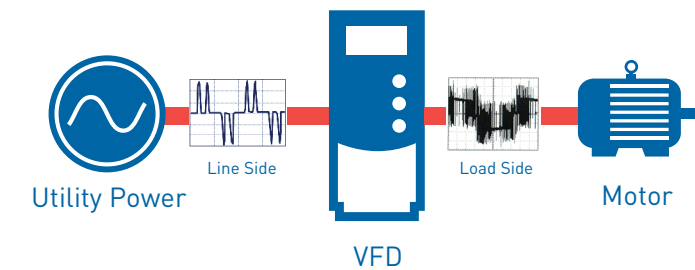 Line Side
Load Side
Utility Power
Motor
VFD